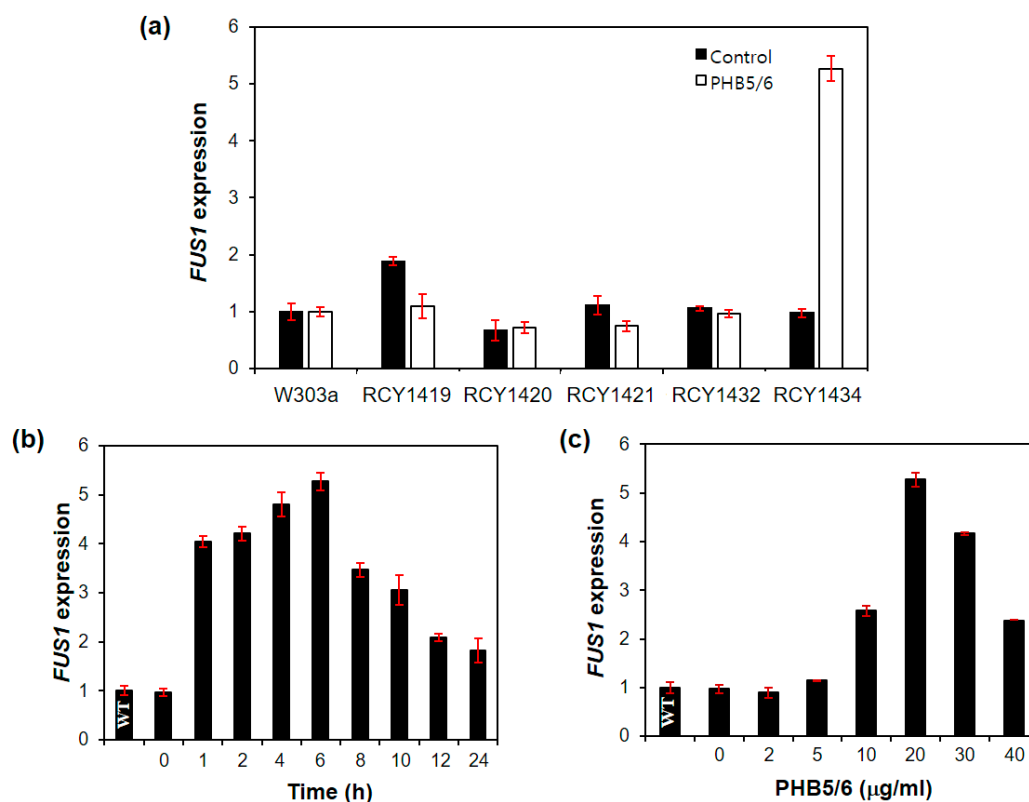 (a)
6
5
4
3
2
1
0
FUS1 expression
Control
PHB5/6
W303a RCY1419 RCY1420 RCY1421 RCY1432 RCY1434
(b)
6
5
4
3
2
1
0
FUS1 expression
WT
0 1 2 4 6 8 10 12 24
Time (h)
(c)
6
5
4
3
2
1
0
FUS1 expression
WT
0 2 5 10 20 30 40
PHB5/6 (μg/ml)